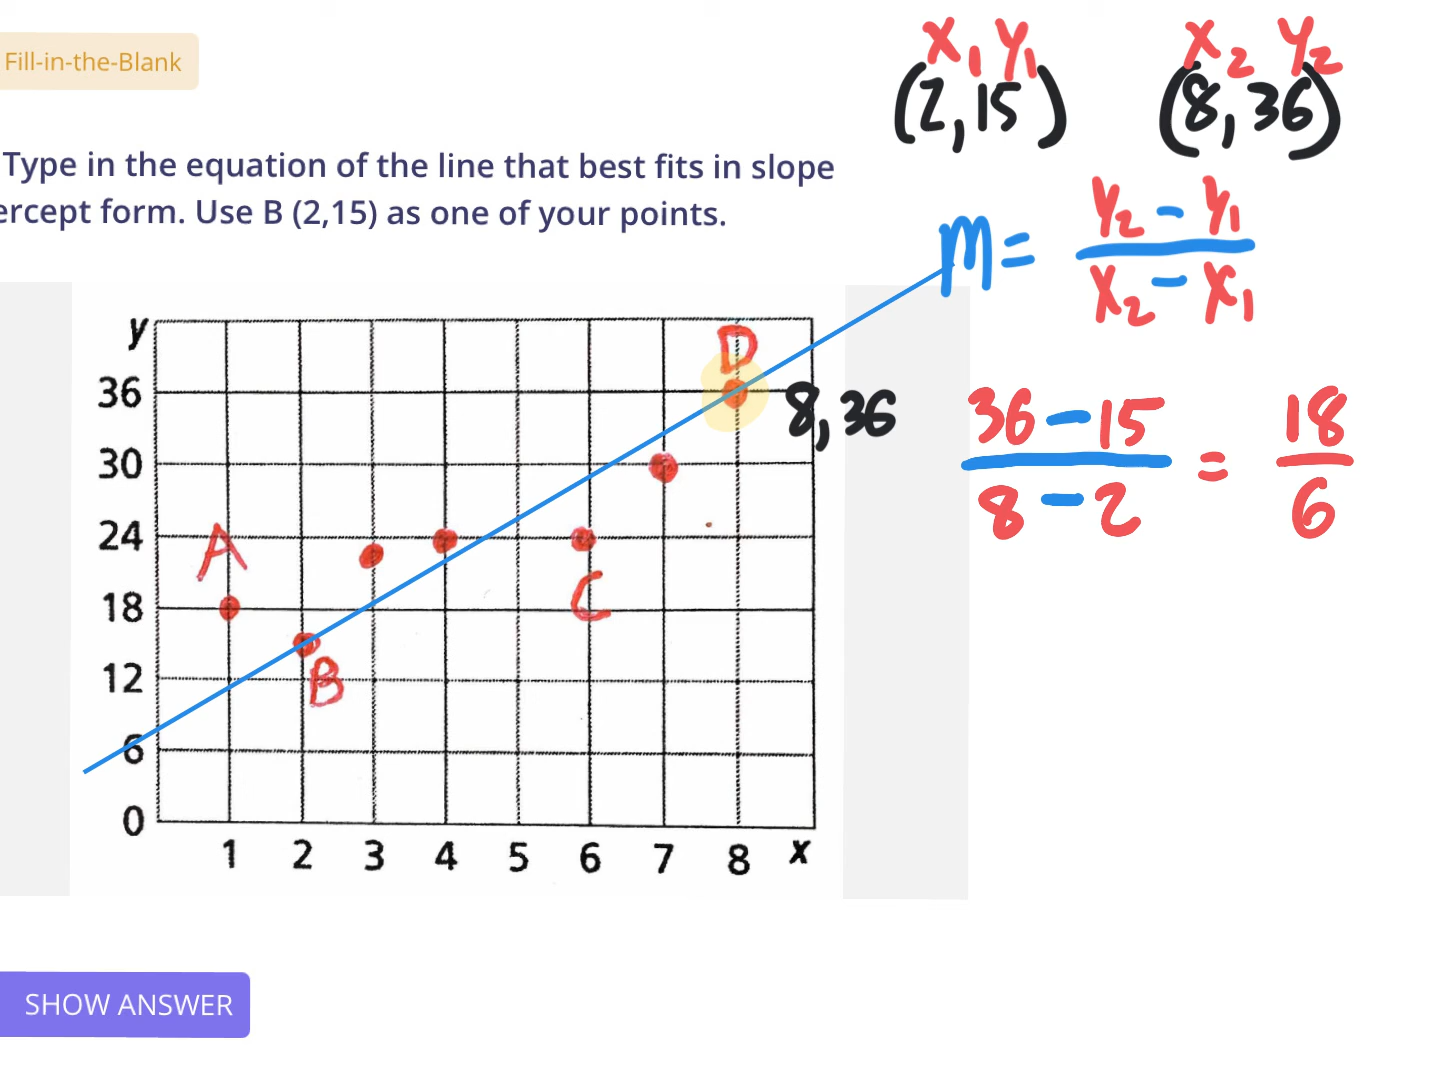 Fill-in-the-Blank
Type in the equation of the line that best fits in slope
ercept form. Use B (2,15) as one of your points.
x₁ y₁ x₂ y₂
(2,15) (8,36)
m = y₂ - y₁
x₂ - x₁
36 - 15 = 18
8 - 2 6
y
D
36
8,36
30
24
A
C
18
B
12
6
0
1 2 3 4 5 6 7 8 x
SHOW ANSWER